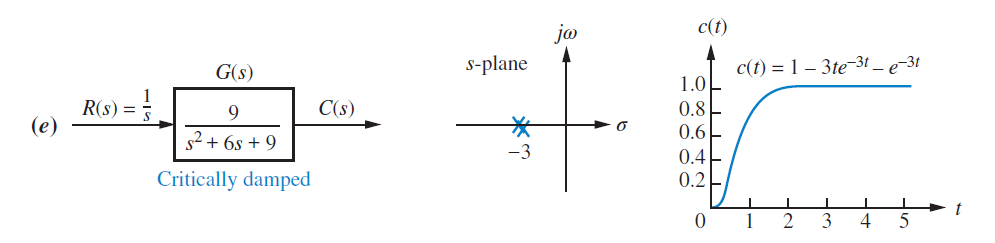 (e)
R(s) = 1/s
G(s)
9
s² + 6s + 9
C(s)
Critically damped
s-plane
jω
σ
−3
c(t)
c(t) = 1 – 3te⁻³ᵗ – e⁻³ᵗ
1.0
0.8
0.6
0.4
0.2
0 1 2 3 4 5 t